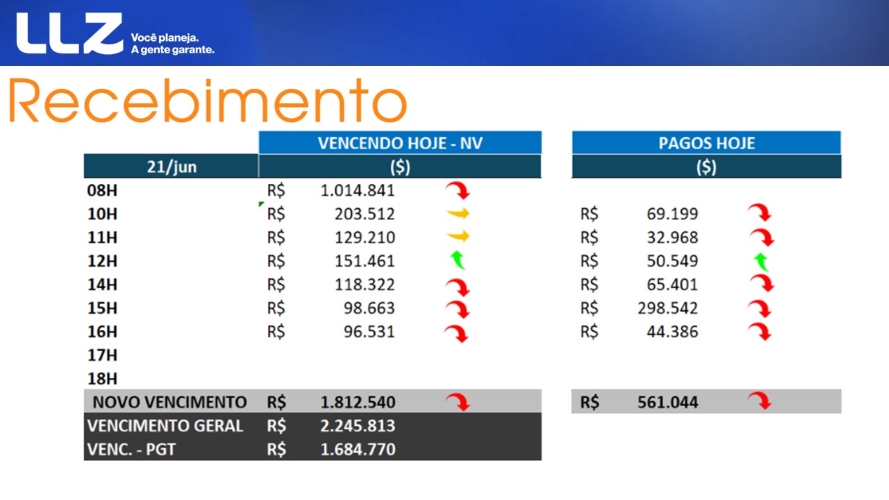 LLZ Você planeja.
A gente garante.
Recebimento
VENCENDO HOJE - NV PAGOS HOJE
21/jun ($) ($)
08H R$ 1.014.841
10H R$ 203.512 R$ 69.199
11H R$ 129.210 R$ 32.968
12H R$ 151.461 R$ 50.549
14H R$ 118.322 R$ 65.401
15H R$ 98.663 R$ 298.542
16H R$ 96.531 R$ 44.386
17H
18H
NOVO VENCIMENTO R$ 1.812.540 R$ 561.044
VENCIMENTO GERAL R$ 2.245.813
VENC. - PGT R$ 1.684.770